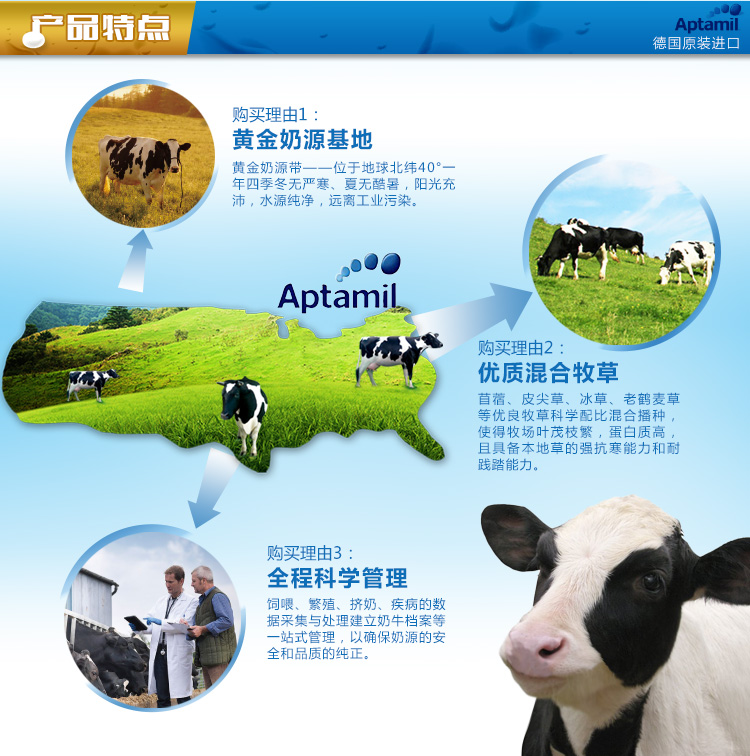 产品特点
Aptamil
德国原装进口
购买理由1：
黄金奶源基地
黄金奶源带——位于地球北纬40°一
年四季冬无严寒、夏无酷暑，阳光充
沛，水源纯净，远离工业污染。
Aptamil
购买理由2：
优质混合牧草
苜蓿、皮尖草、冰草、老鹤麦草
等优良牧草科学配比混合播种，
使得牧场叶茂枝繁，蛋白质高，
且具备本地草的强抗寒能力和耐
践踏能力。
购买理由3：
全程科学管理
饲喂、繁殖、挤奶、疾病的数
据采集与处理建立奶牛档案等
一站式管理，以确保奶源的安
全和品质的纯正。